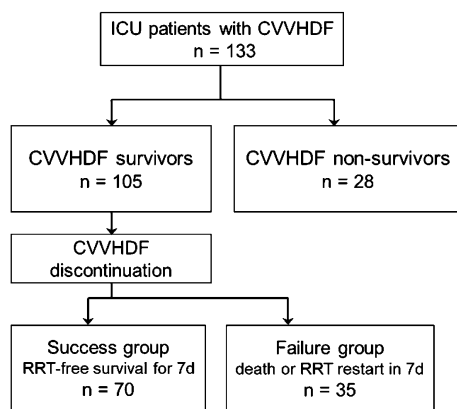 ICU patients with CVVHDF
n = 133
CVVHDF survivors
n = 105
CVVHDF non-survivors
n = 28
CVVHDF
discontinuation
Success group
RRT-free survival for 7d
n = 70
Failure group
death or RRT restart in 7d
n = 35